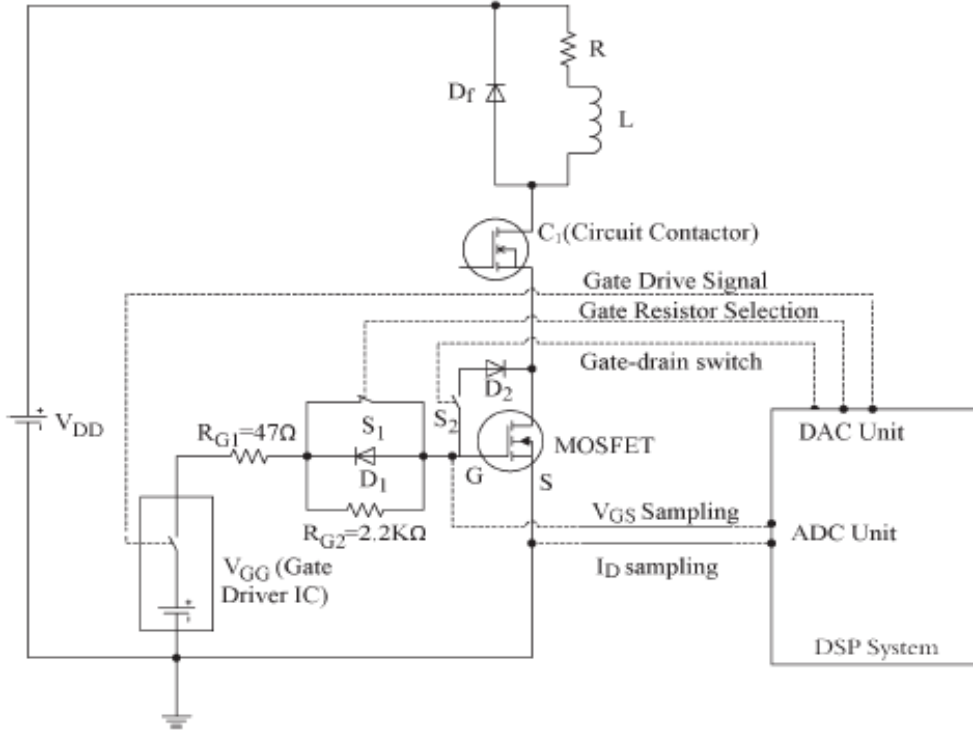 R
Df
L
C1(Circuit Contactor)
Gate Drive Signal
Gate Resistor Selection
Gate-drain switch
D2
S2
S1
VDD
RG1=47Ω
DAC Unit
MOSFET
D1
G
S
RG2=2.2KΩ
VGS Sampling
ADC Unit
VGG (Gate
Driver IC)
ID sampling
DSP System